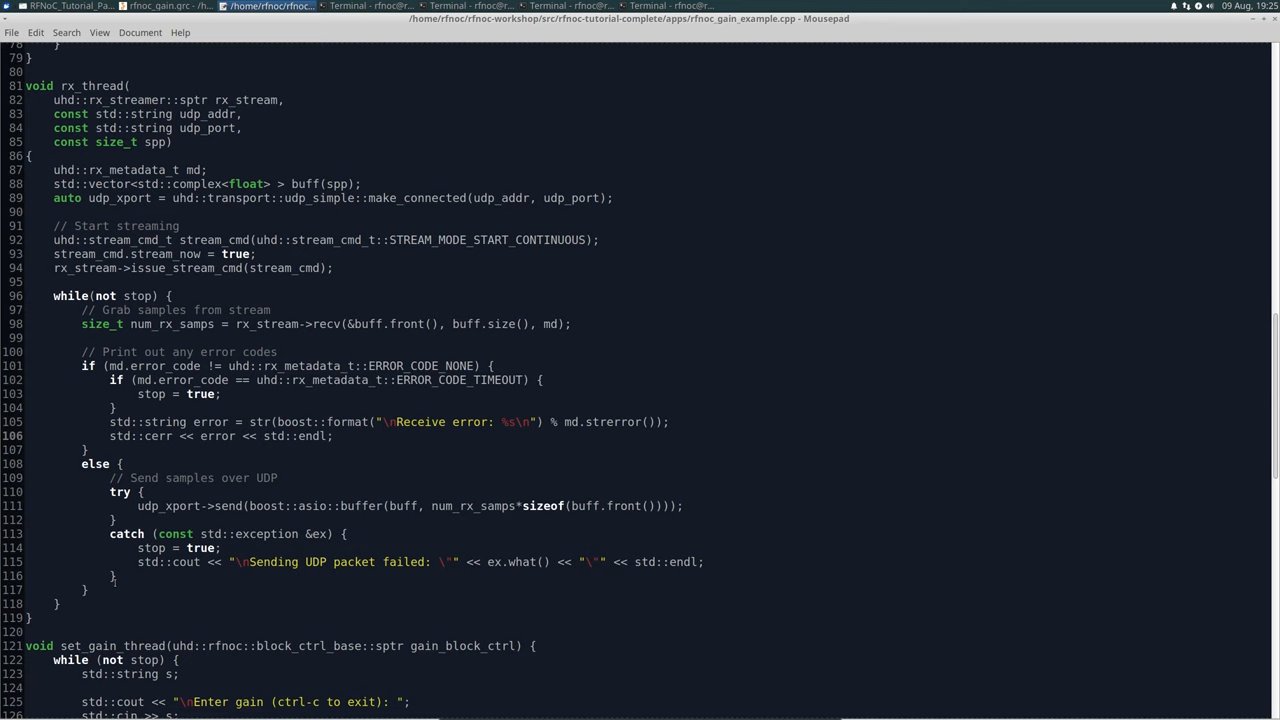 RFNoC_Tutorial_Pa... rfnoc_gain.grc - /h... /home/rfnoc/rfnoc... Terminal - rfnoc@r... Terminal - rfnoc@r... Terminal - rfnoc@r... Terminal - rfnoc@r... 09 Aug, 19:25
/home/rfnoc/rfnoc-workshop/src/rfnoc-tutorial-complete/apps/rfnoc_gain_example.cpp - Mousepad
File Edit Search View Document Help
78     }
79 }
80
81 void rx_thread(
82     uhd::rx_streamer::sptr rx_stream,
83     const std::string udp_addr,
84     const std::string udp_port,
85     const size_t spp)
86 {
87     uhd::rx_metadata_t md;
88     std::vector<std::complex<float> > buff(spp);
89     auto udp_xport = uhd::transport::udp_simple::make_connected(udp_addr, udp_port);
90
91     // Start streaming
92     uhd::stream_cmd_t stream_cmd(uhd::stream_cmd_t::STREAM_MODE_START_CONTINUOUS);
93     stream_cmd.stream_now = true;
94     rx_stream->issue_stream_cmd(stream_cmd);
95
96     while(not stop) {
97         // Grab samples from stream
98         size_t num_rx_samps = rx_stream->recv(&buff.front(), buff.size(), md);
99
100         // Print out any error codes
101         if (md.error_code != uhd::rx_metadata_t::ERROR_CODE_NONE) {
102             if (md.error_code == uhd::rx_metadata_t::ERROR_CODE_TIMEOUT) {
103                 stop = true;
104             }
105             std::string error = str(boost::format("\nReceive error: %s\n") % md.strerror());
106             std::cerr << error << std::endl;
107         }
108         else {
109             // Send samples over UDP
110             try {
111                 udp_xport->send(boost::asio::buffer(buff, num_rx_samps*sizeof(buff.front())));
112             }
113             catch (const std::exception &ex) {
114                 stop = true;
115                 std::cout << "\nSending UDP packet failed: \"" << ex.what() << "\"" << std::endl;
116             }
117         }
118     }
119 }
120
121 void set_gain_thread(uhd::rfnoc::block_ctrl_base::sptr gain_block_ctrl) {
122     while (not stop) {
123         std::string s;
124
125         std::cout << "\nEnter gain (ctrl-c to exit): ";
126         std::cin >> s;